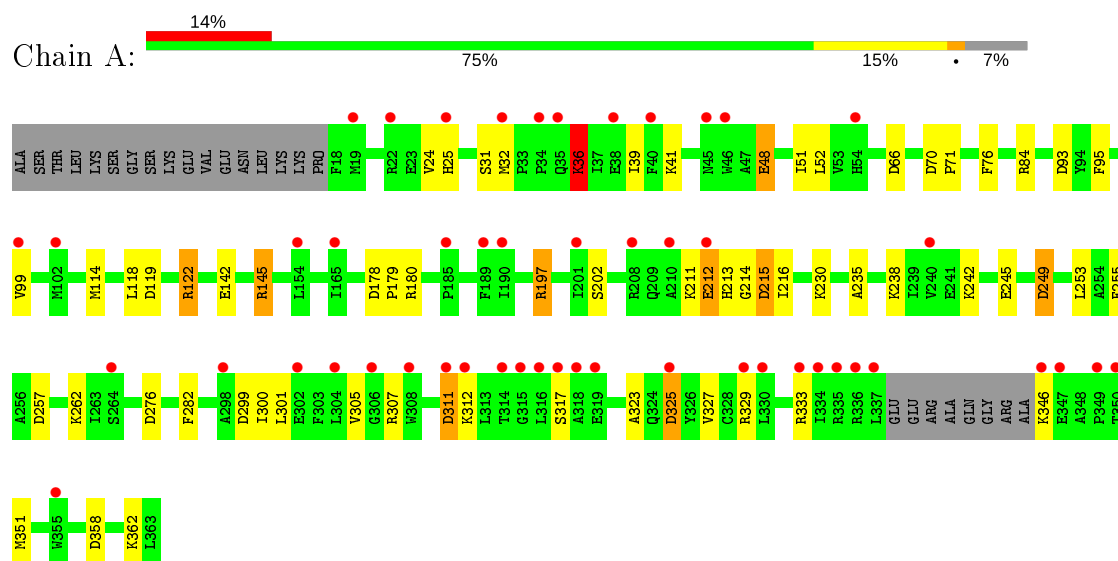 14%
Chain A:
75% 15% • 7%
ALA SER THR LEU LYS SER GLY SER LYS GLU VAL GLU ASN LEU LYS LYS PRO F18 M19 R22 E23 V24 H25 S31 M32 P33 P34 Q35 K36 I37 E38 I39 F40 K41 N45 W46 A47 E48 I51 L52 V53 H54 D66 D70 P71 F76 R84 D93 Y94 F95
V99 M102 M114 L118 D119 R122 E142 R145 L154 I165 D178 P179 R180 P185 F189 I190 R197 I201 S202 R208 Q209 A210 K211 E212 H213 G214 D215 I216 K230 A235 K238 I239 V240 E241 K242 E245 D249 L253 A254 E255
A256 D257 K262 I263 S264 D276 F282 A298 D299 I300 L301 E302 F303 L304 V305 G306 R307 W308 D311 K312 L313 T314 G315 L316 S317 A318 E319 A323 Q324 D325 Y326 V327 C328 R329 L330 R333 I334 R335 R336 L337 GLU GLU ARG ALA GLN GLY ARG ALA K346 E347 A348 P349 T350
M351 W355 D358 K362 L363